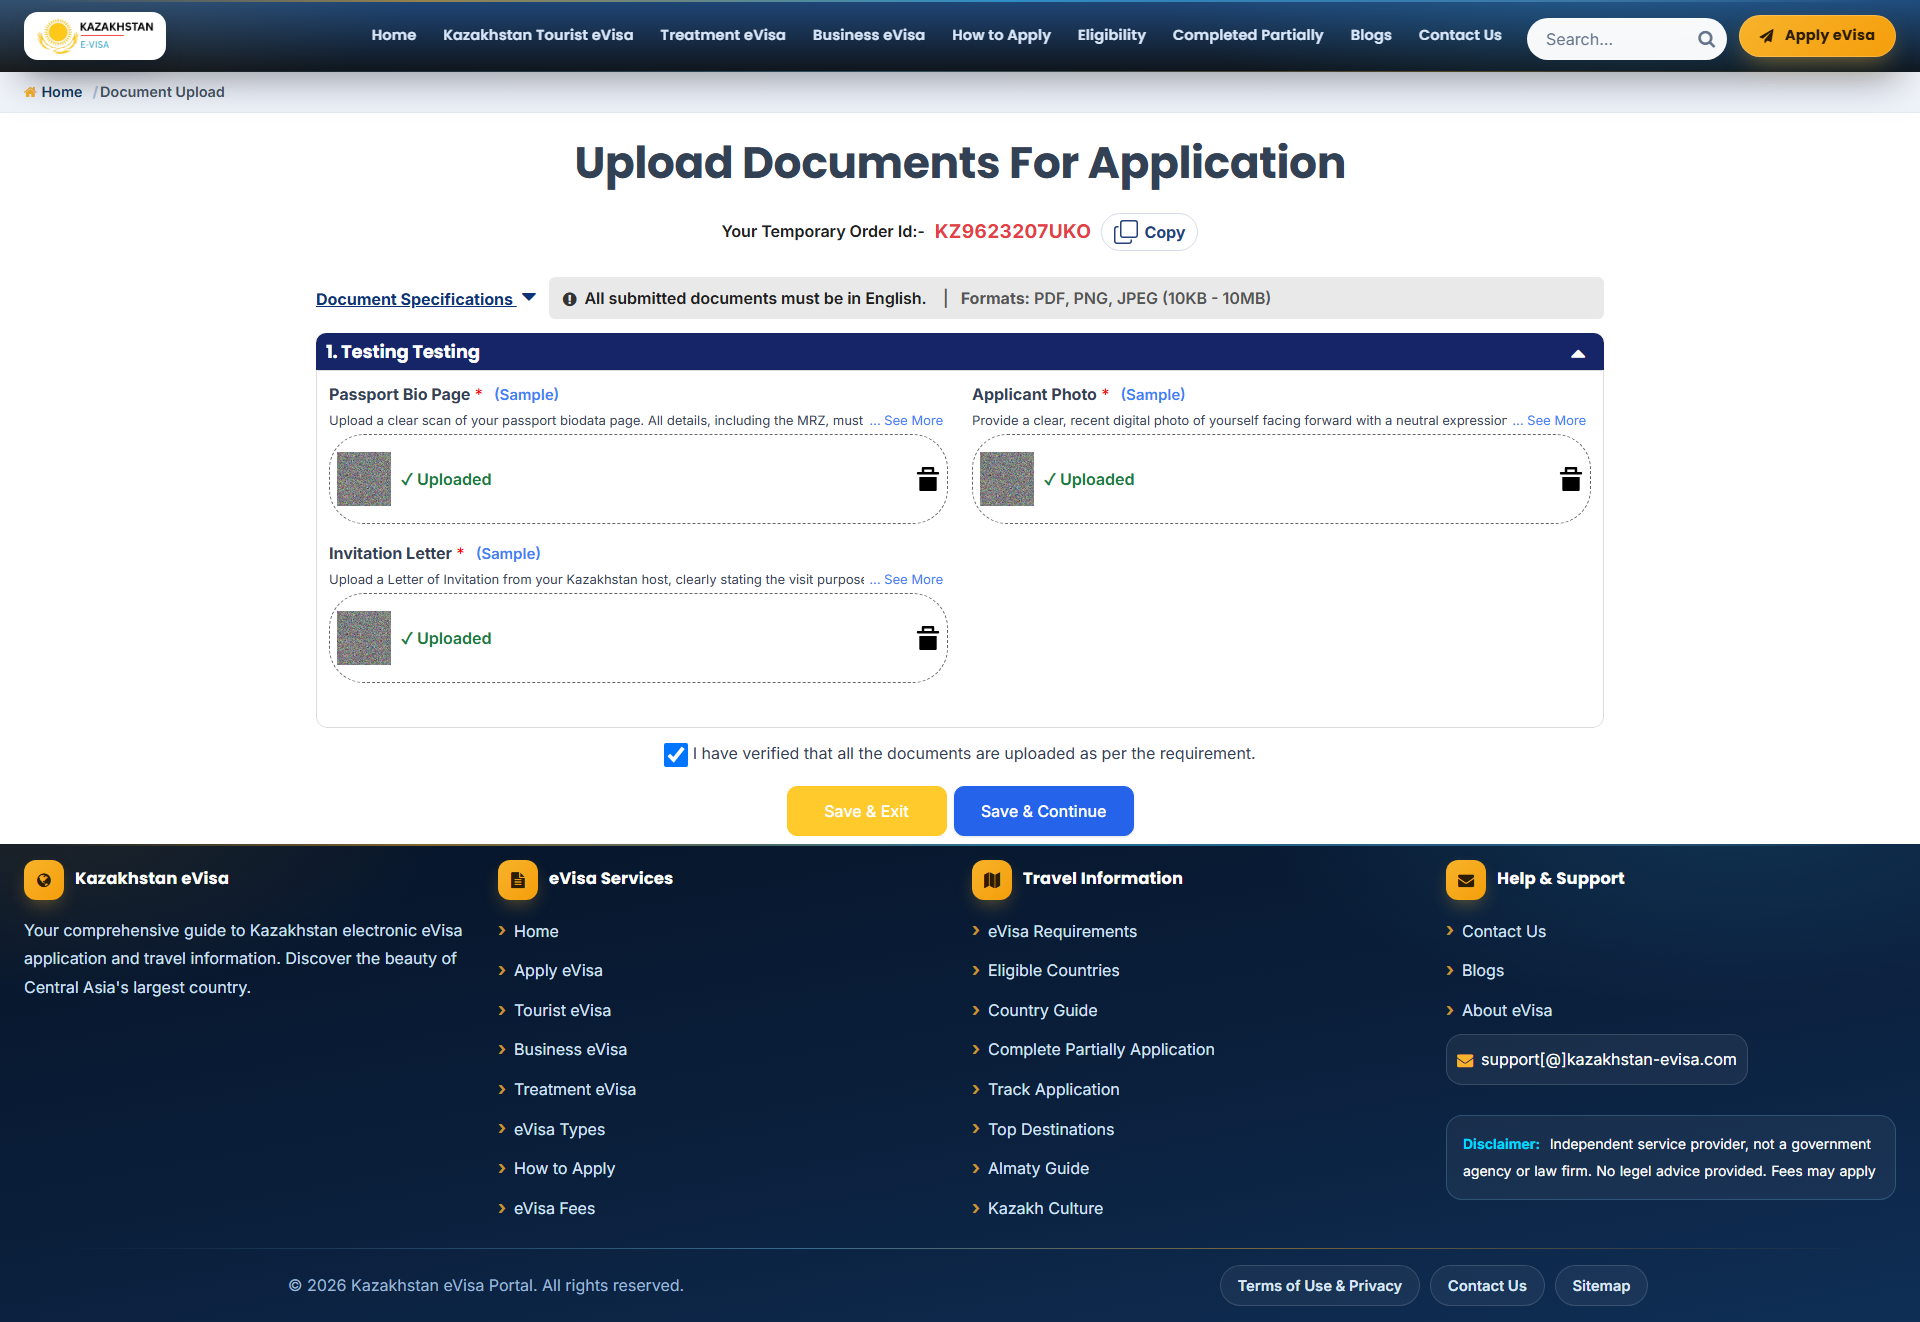 KAZAKHSTAN
E-VISA
Home
Kazakhstan Tourist eVisa
Treatment eVisa
Business eVisa
How to Apply
Eligibility
Completed Partially
Blogs
Contact Us
Search...
Apply eVisa
Home / Document Upload
Upload Documents For Application
Your Temporary Order Id:- KZ9623207UKO Copy
Document Specifications
All submitted documents must be in English. | Formats: PDF, PNG, JPEG (10KB - 10MB)
1. Testing Testing
Passport Bio Page * (Sample)
Upload a clear scan of your passport biodata page. All details, including the MRZ, must ... See More
✓ Uploaded
Applicant Photo * (Sample)
Provide a clear, recent digital photo of yourself facing forward with a neutral expression ... See More
✓ Uploaded
Invitation Letter * (Sample)
Upload a Letter of Invitation from your Kazakhstan host, clearly stating the visit purpose ... See More
✓ Uploaded
I have verified that all the documents are uploaded as per the requirement.
Save & Exit
Save & Continue
Kazakhstan eVisa
Your comprehensive guide to Kazakhstan electronic eVisa
application and travel information. Discover the beauty of
Central Asia's largest country.
eVisa Services
Home
Apply eVisa
Tourist eVisa
Business eVisa
Treatment eVisa
eVisa Types
How to Apply
eVisa Fees
Travel Information
eVisa Requirements
Eligible Countries
Country Guide
Complete Partially Application
Track Application
Top Destinations
Almaty Guide
Kazakh Culture
Help & Support
Contact Us
Blogs
About eVisa
support[@]kazakhstan-evisa.com
Disclaimer: Independent service provider, not a government
agency or law firm. No legel advice provided. Fees may apply
© 2026 Kazakhstan eVisa Portal. All rights reserved.
Terms of Use & Privacy
Contact Us
Sitemap